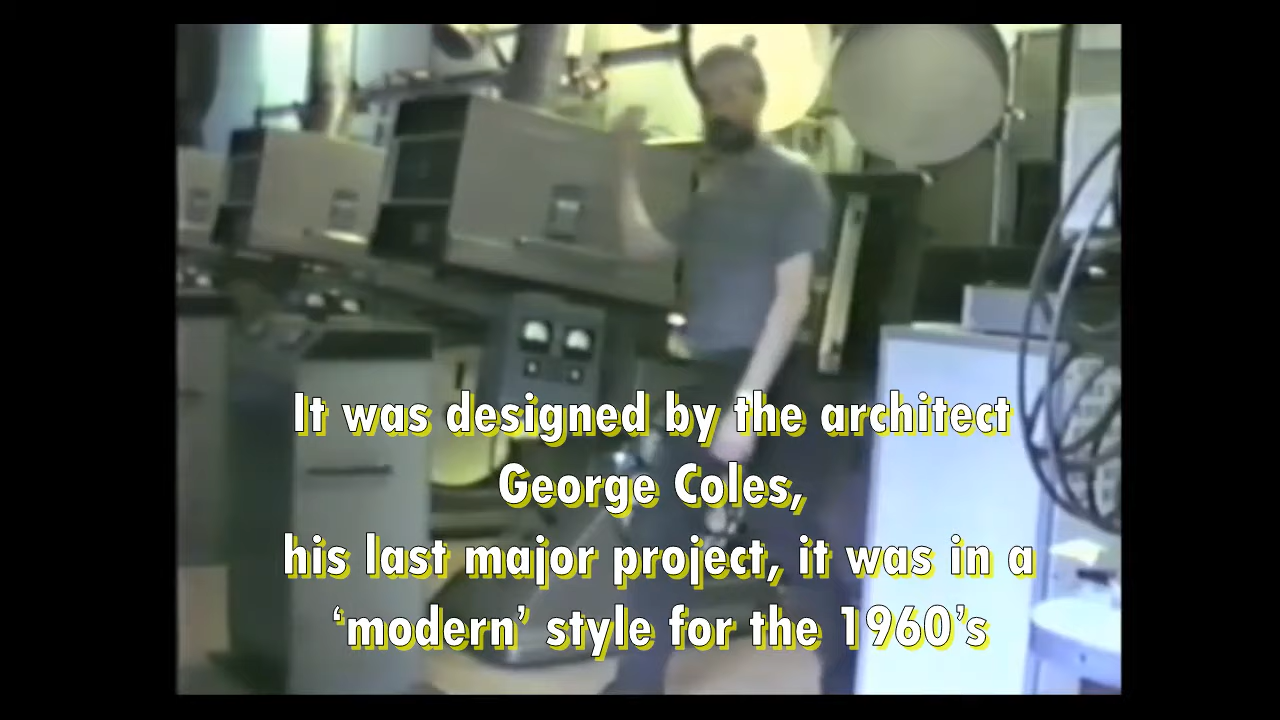 It was designed by the architect
George Coles,
his last major project, it was in a
‘modern’ style for the 1960’s